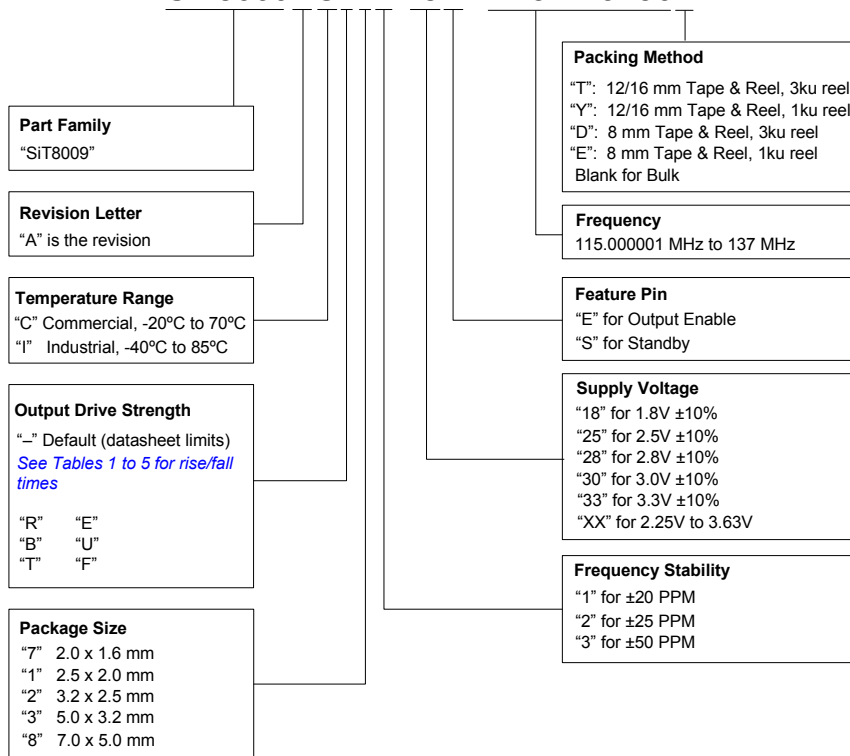 Part Family
“SiT8009”
Revision Letter
“A” is the revision
Temperature Range
“C” Commercial, -20ºC to 70ºC
“I” Industrial, -40ºC to 85ºC
Output Drive Strength
“–” Default (datasheet limits)
See Tables 1 to 5 for rise/fall
times
“R” “E”
“B” “U”
“T” “F”
Package Size
“7” 2.0 x 1.6 mm
“1” 2.5 x 2.0 mm
“2” 3.2 x 2.5 mm
“3” 5.0 x 3.2 mm
“8” 7.0 x 5.0 mm
Packing Method
“T”: 12/16 mm Tape & Reel, 3ku reel
“Y”: 12/16 mm Tape & Reel, 1ku reel
“D”: 8 mm Tape & Reel, 3ku reel
“E”: 8 mm Tape & Reel, 1ku reel
Blank for Bulk
Frequency
115.000001 MHz to 137 MHz
Feature Pin
“E” for Output Enable
“S” for Standby
Supply Voltage
“18” for 1.8V ±10%
“25” for 2.5V ±10%
“28” for 2.8V ±10%
“30” for 3.0V ±10%
“33” for 3.3V ±10%
“XX” for 2.25V to 3.63V
Frequency Stability
“1” for ±20 PPM
“2” for ±25 PPM
“3” for ±50 PPM